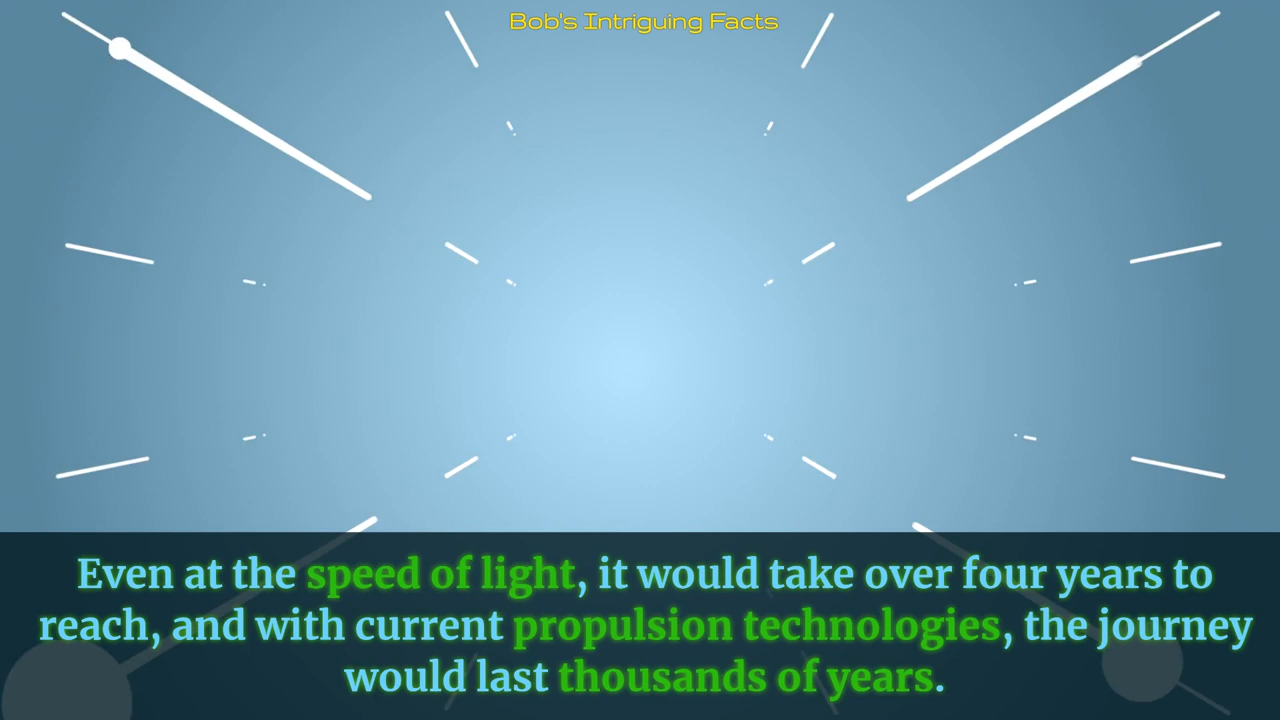 Bob's Intriguing Facts
Even at the speed of light, it would take over four years to
reach, and with current propulsion technologies, the journey
would last thousands of years.